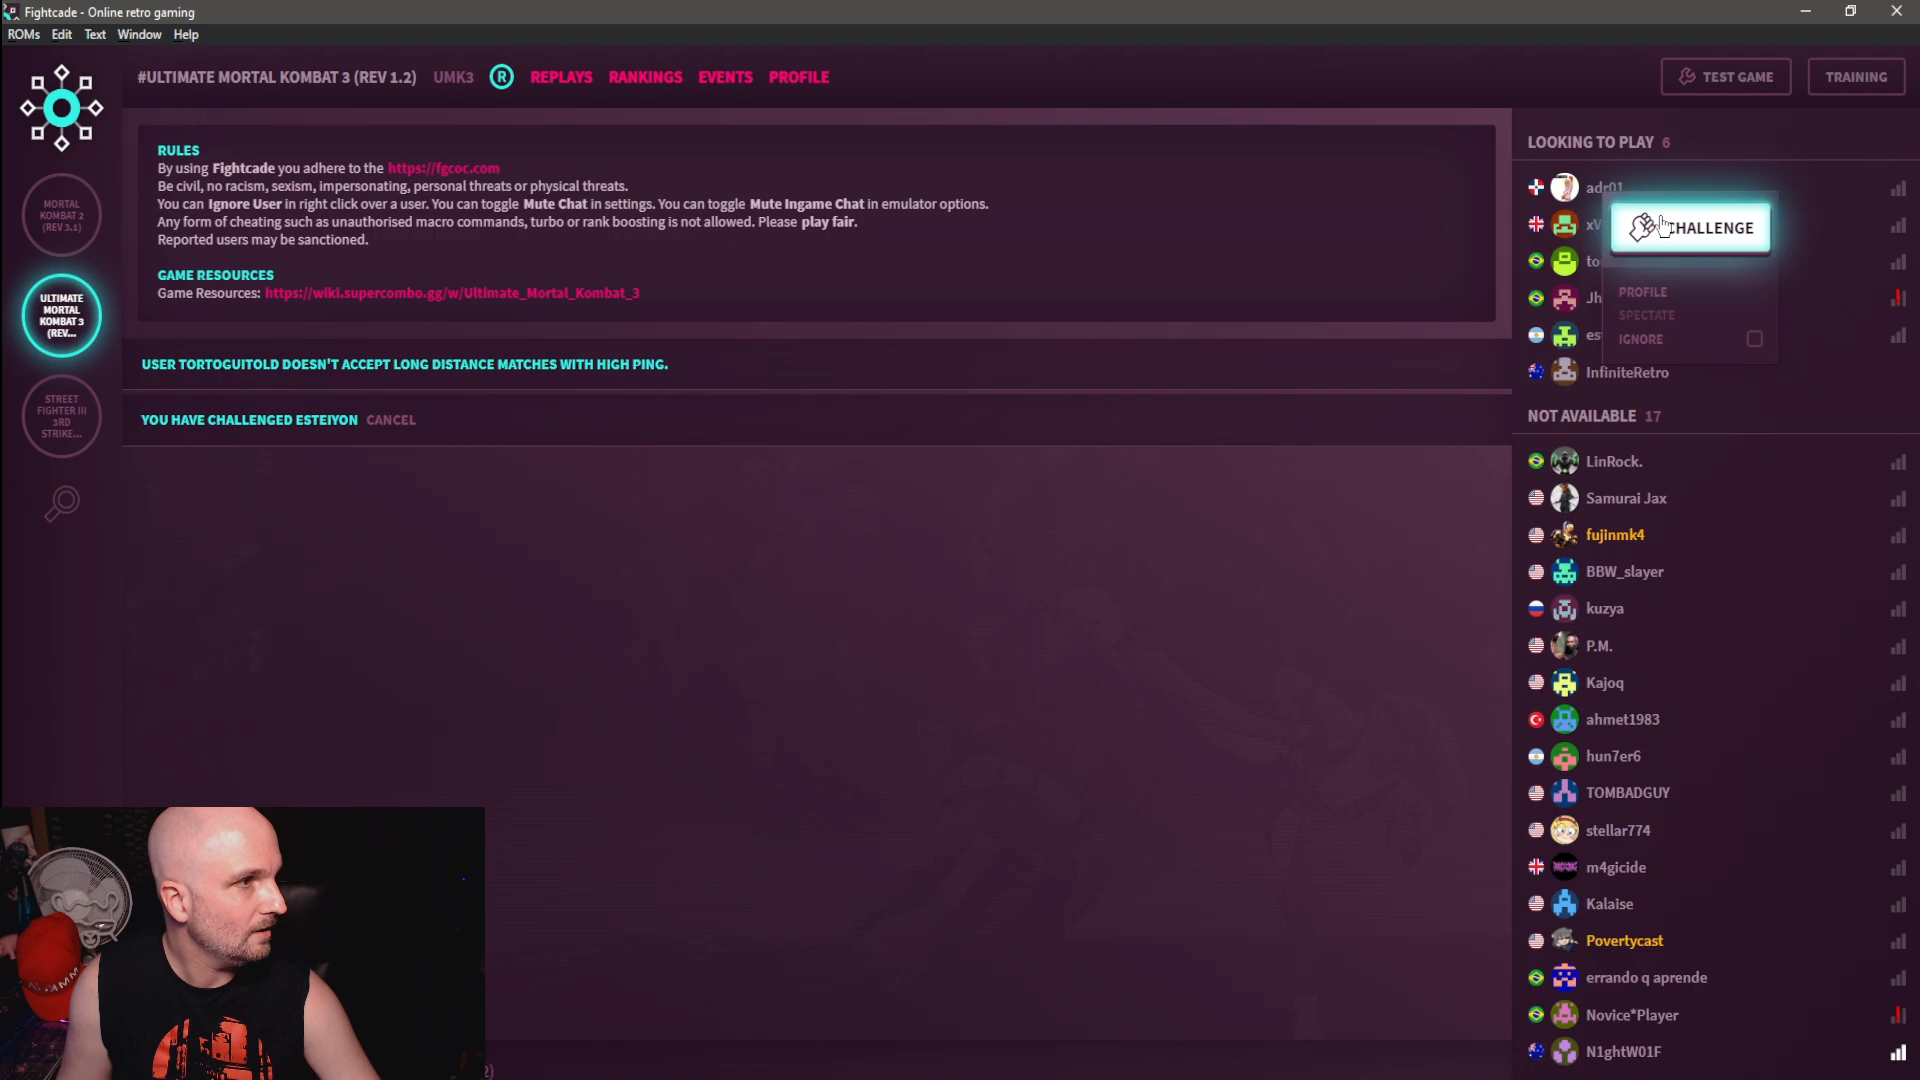 Fightcade - Online retro gaming
ROMs Edit Text Window Help
#ULTIMATE MORTAL KOMBAT 3 (REV 1.2) UMK3 R REPLAYS RANKINGS EVENTS PROFILE
TEST GAME
TRAINING
MORTAL
KOMBAT 2
(REV 3.1)
ULTIMATE
MORTAL
KOMBAT 3
(REV...
STREET
FIGHTER III
3RD
STRIKE...
RULES
By using Fightcade you adhere to the https://fgcoc.com
Be civil, no racism, sexism, impersonating, personal threats or physical threats.
You can Ignore User in right click over a user. You can toggle Mute Chat in settings. You can toggle Mute Ingame Chat in emulator options.
Any form of cheating such as unauthorised macro commands, turbo or rank boosting is not allowed. Please play fair.
Reported users may be sanctioned.
GAME RESOURCES
Game Resources: https://wiki.supercombo.gg/w/Ultimate_Mortal_Kombat_3
USER TORTOGUITOLD DOESN'T ACCEPT LONG DISTANCE MATCHES WITH HIGH PING.
YOU HAVE CHALLENGED ESTEIYON CANCEL
LOOKING TO PLAY 6
adr01
xV
to
Jh
es
InfiniteRetro
CHALLENGE
PROFILE
SPECTATE
IGNORE
NOT AVAILABLE 17
LinRock.
Samurai Jax
fujinmk4
BBW_slayer
kuzya
P.M.
Kajoq
ahmet1983
hun7er6
TOMBADGUY
stellar774
m4gicide
Kalaise
Povertycast
errando q aprende
Novice*Player
N1ghtW01F